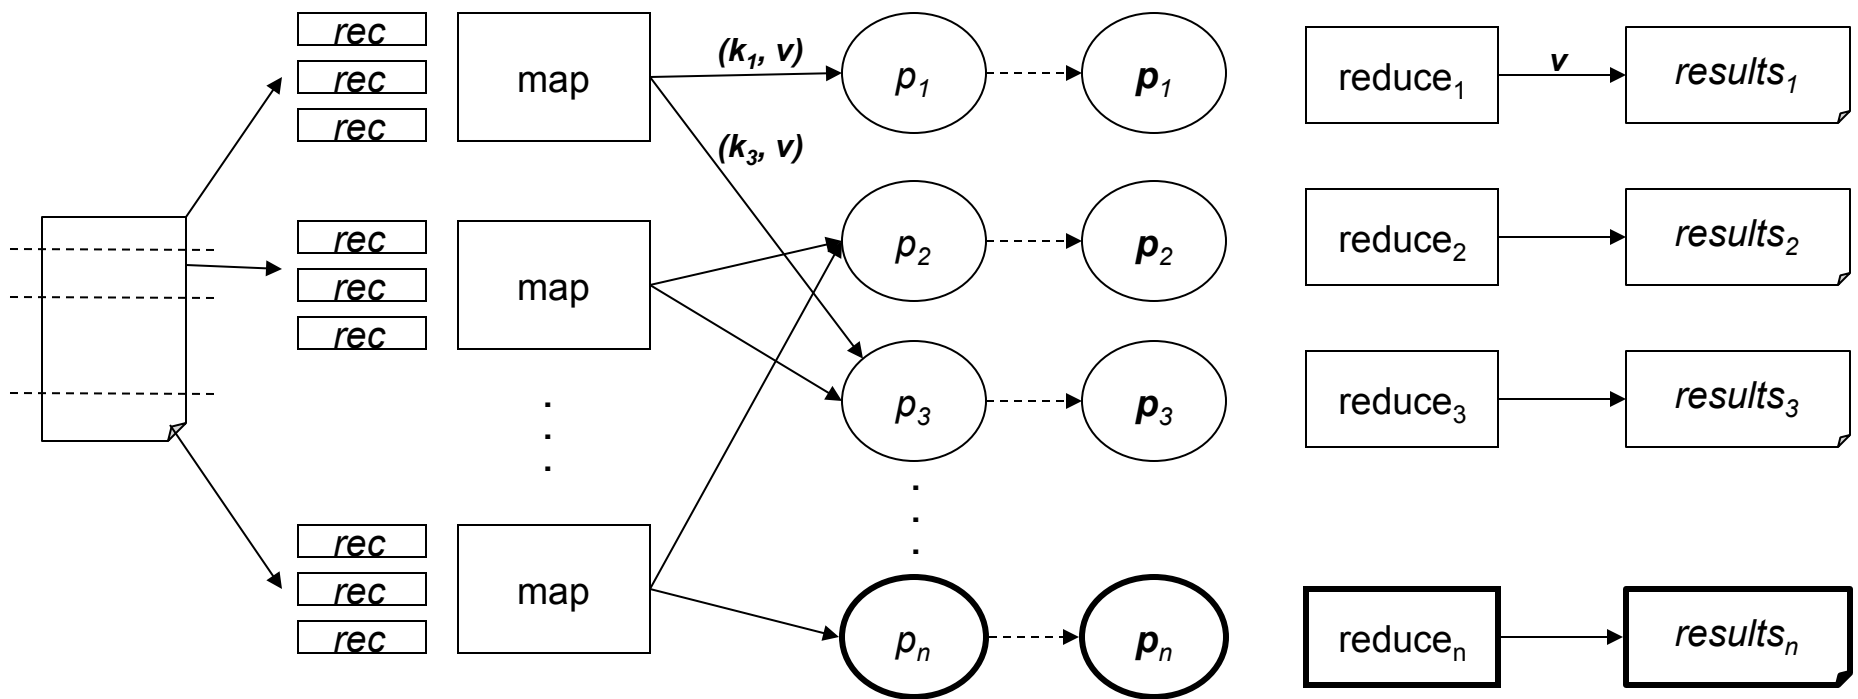 rec
rec
rec
map
(k₁, v)
(k₃, v)
p₁
p₁
reduce₁
v
results₁
rec
rec
rec
map
p₂
p₂
reduce₂
results₂
p₃
p₃
reduce₃
results₃
rec
rec
rec
map
pₙ
pₙ
reduceₙ
resultsₙ